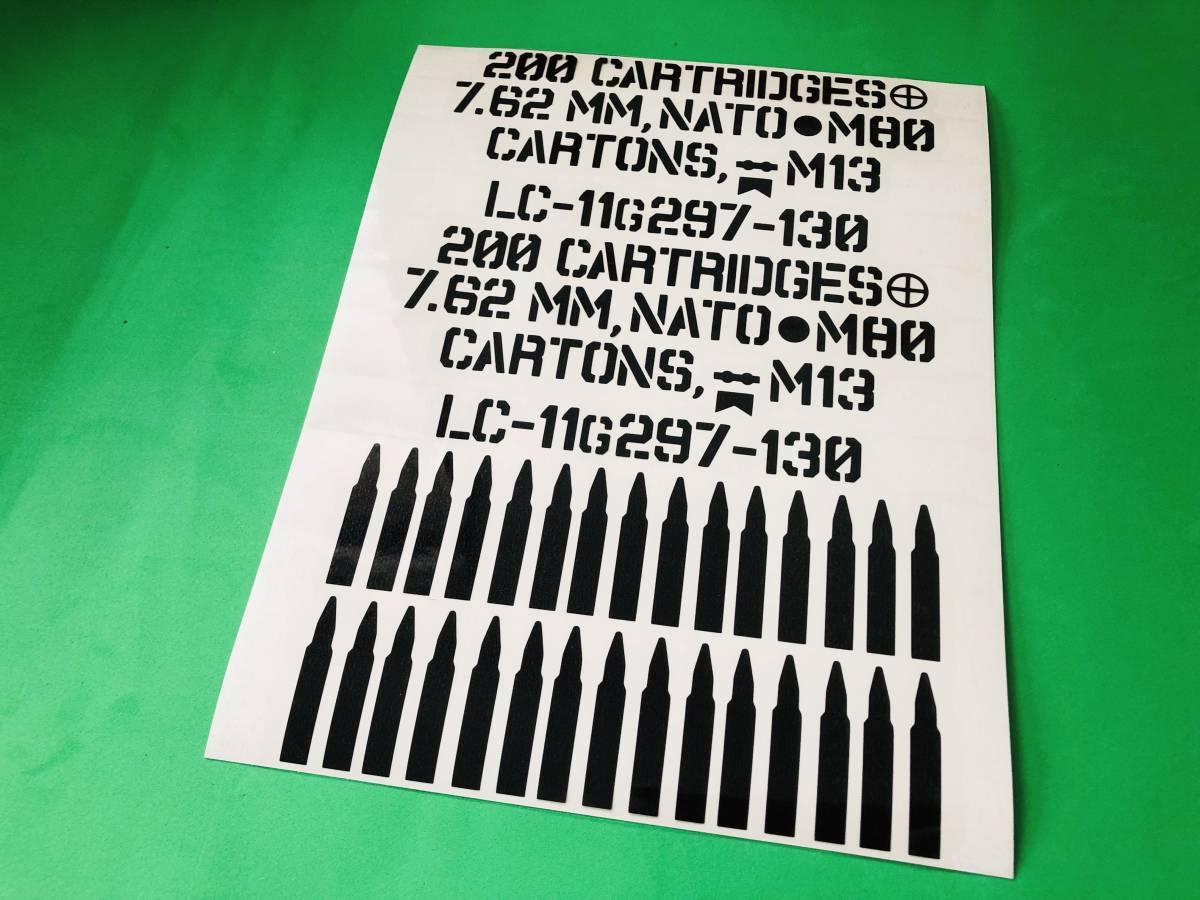 200 CARTRIDGES⊕
7.62 MM, NATO●M80
CARTONS, M13
LC-11G297-130
200 CARTRIDGES⊕
7.62 MM, NATO●M80
CARTONS, M13
LC-11G297-130